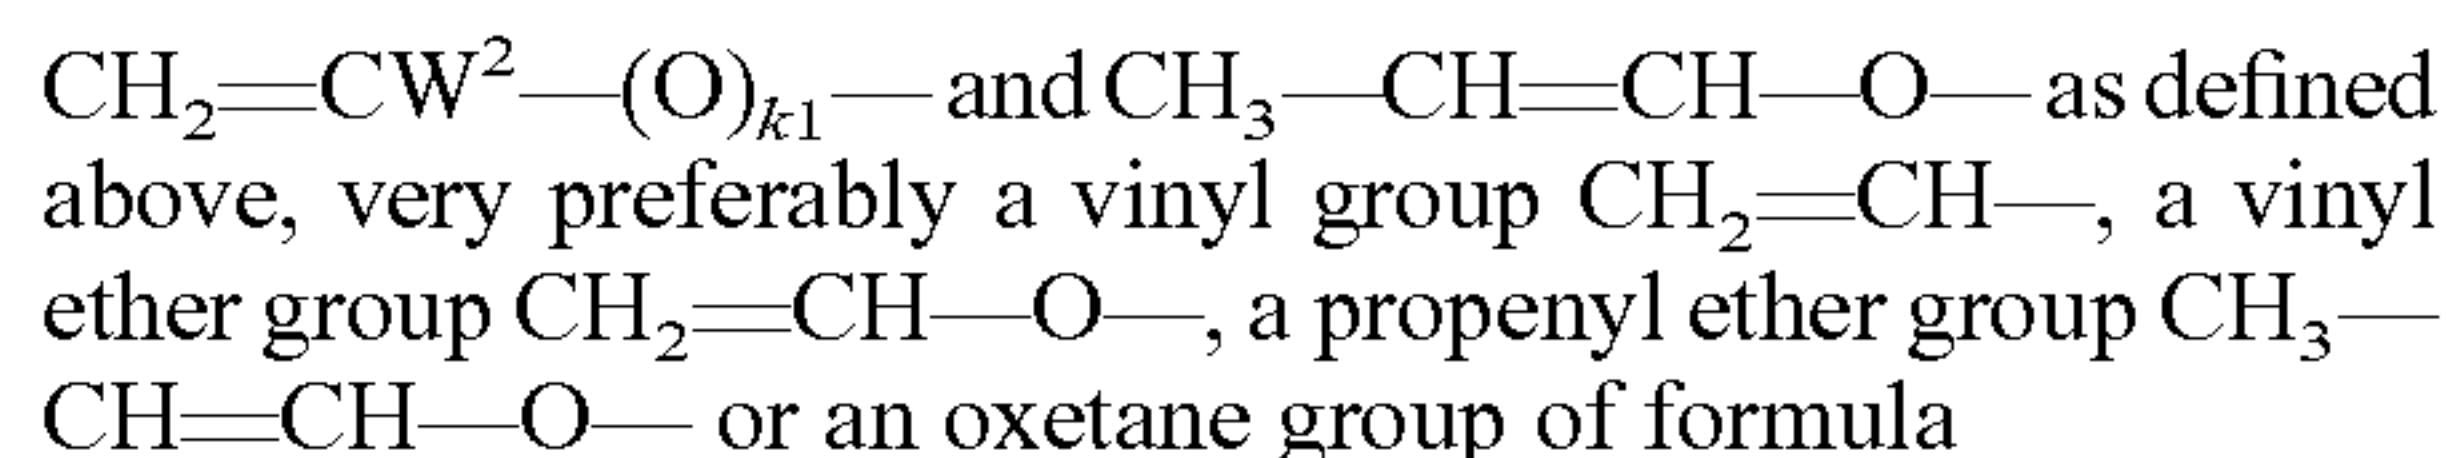 CH₂=CW²—(O)ₖ₁— and CH₃—CH=CH—O— as defined
above, very preferably a vinyl group CH₂=CH—, a vinyl
ether group CH₂=CH—O—, a propenyl ether group CH₃—
CH=CH—O— or an oxetane group of formula